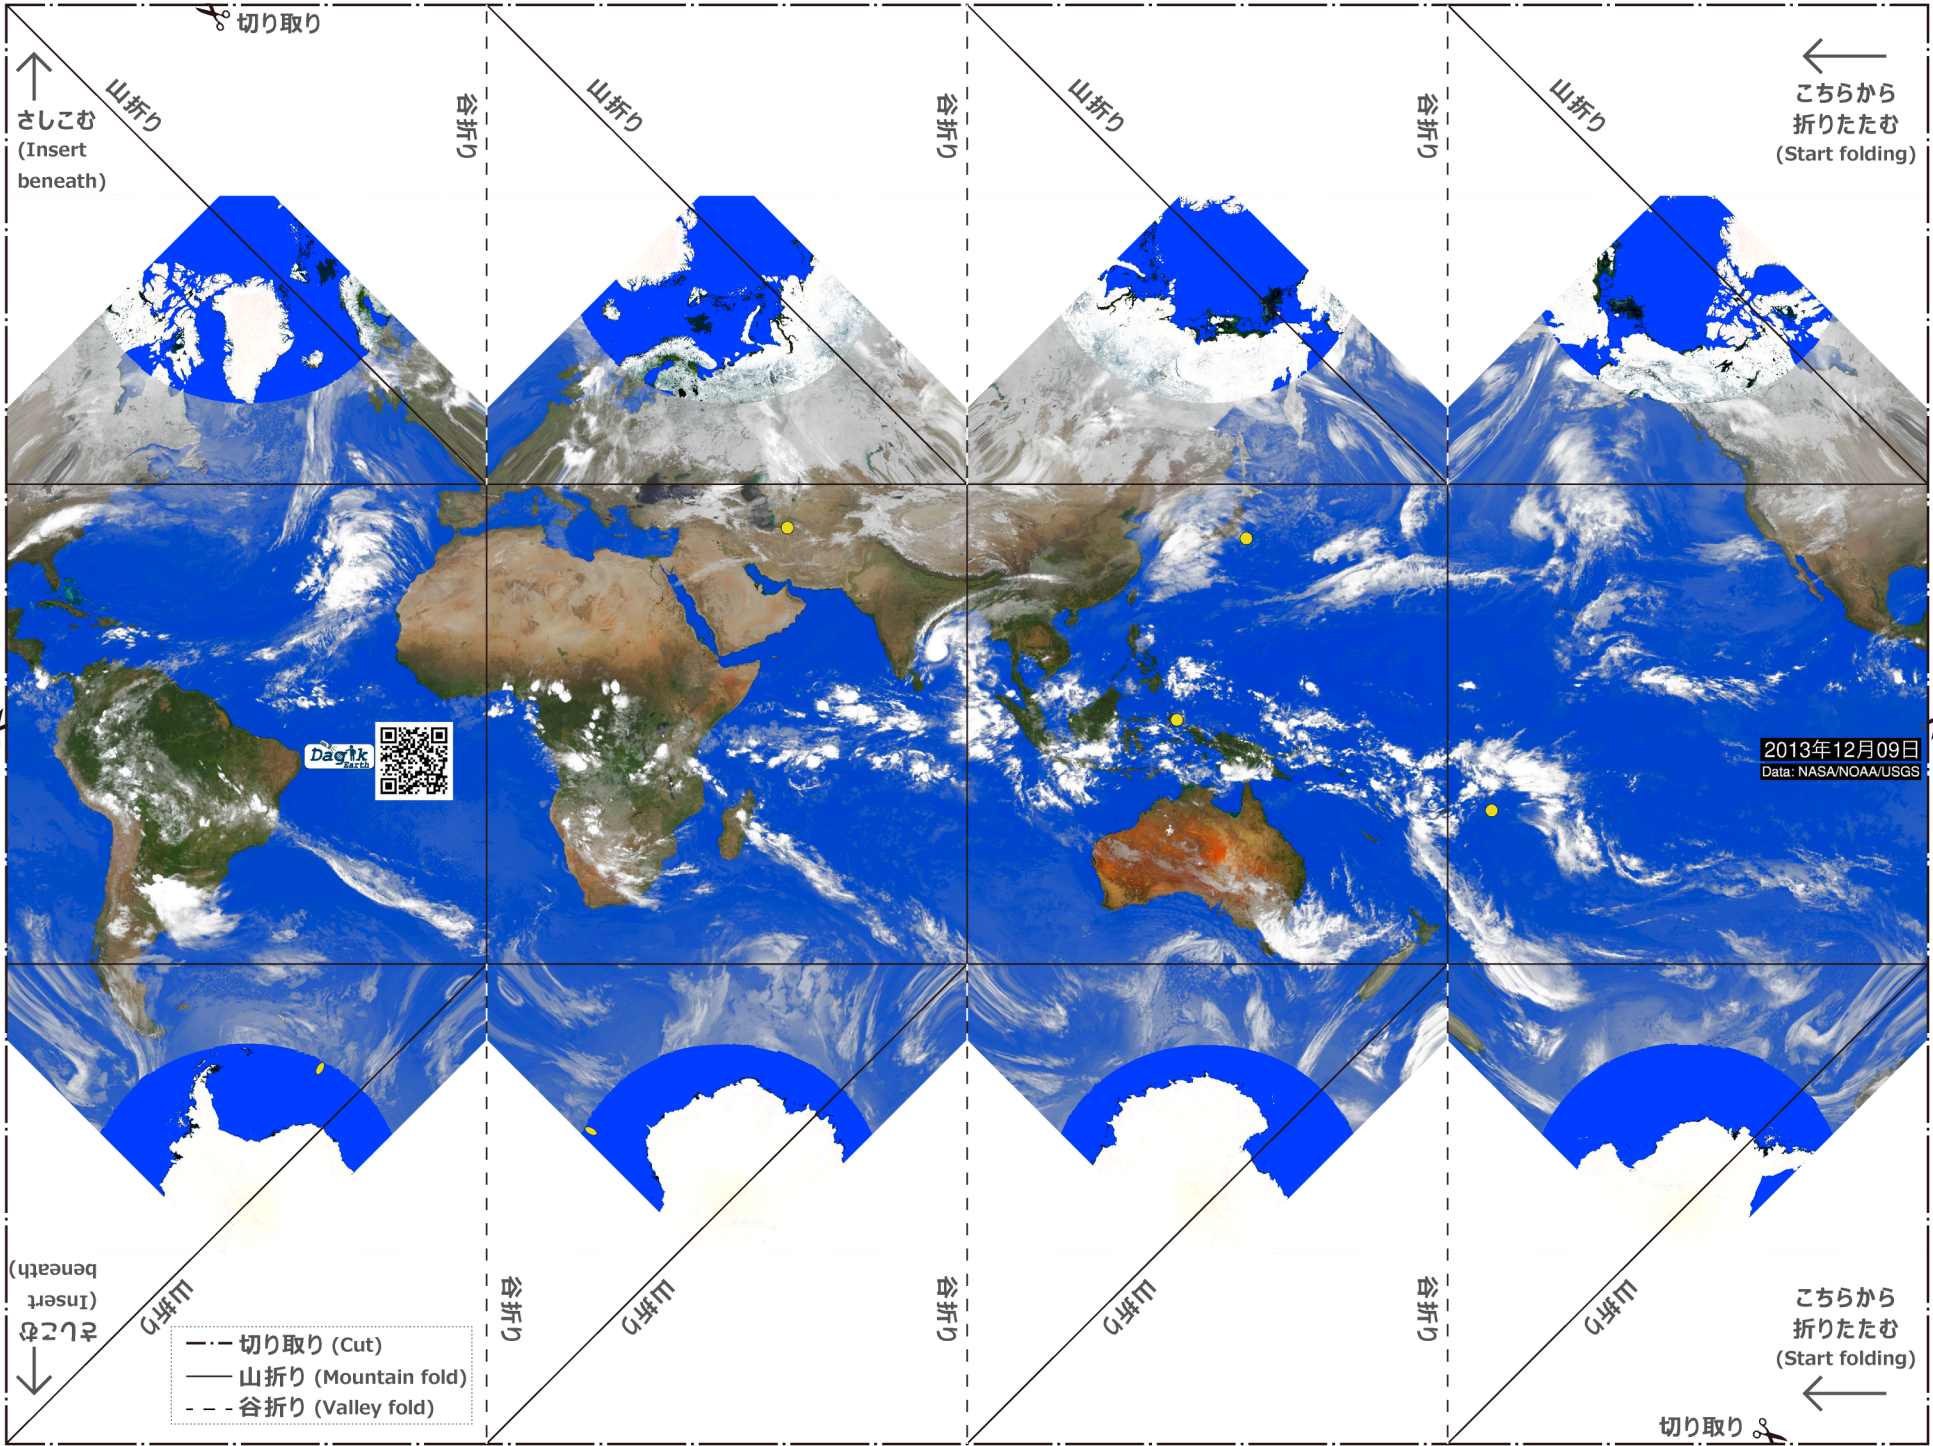 切り取り
山折り
谷折り
山折り
谷折り
山折り
谷折り
山折り
さしこむ
(Insert
beneath)
こちらから
折りたたむ
(Start folding)
Dagik
Earth
2013年12月09日
Data: NASA/NOAA/USGS
さしこむ
(Insert
beneath)
山折り
谷折り
山折り
谷折り
山折り
谷折り
山折り
こちらから
折りたたむ
(Start folding)
切り取り (Cut)
山折り (Mountain fold)
谷折り (Valley fold)
切り取り